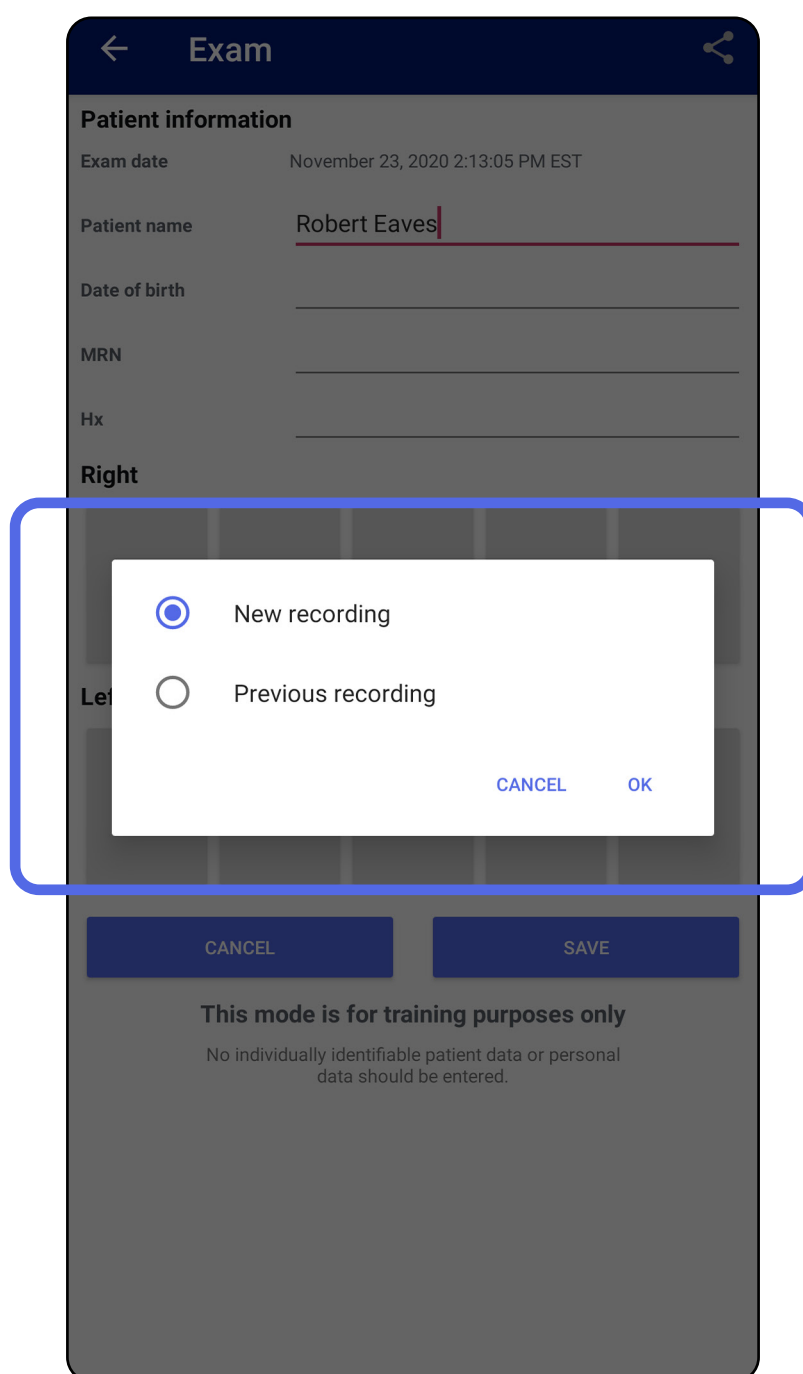 Exam
Patient information
Exam date November 23, 2020 2:13:05 PM EST
Patient name Robert Eaves
Date of birth
MRN
Hx
Right
New recording
Lef
Previous recording
CANCEL OK
CANCEL SAVE
This mode is for training purposes only
No individually identifiable patient data or personal
data should be entered.